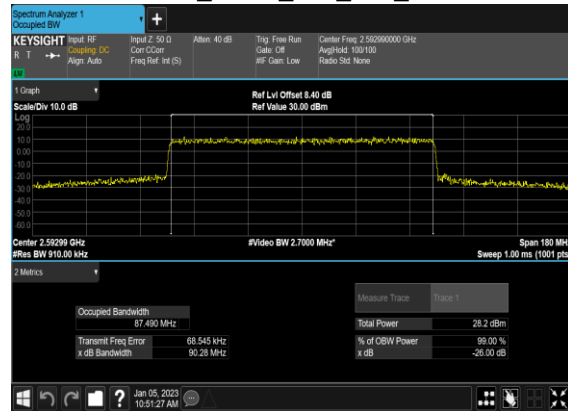 Spectrum Analyzer 1
Occupied BW
+
KEYSIGHT Input: RF Input Z: 50 Ω Atten: 40 dB Trig: Free Run Center Freq: 2.592990000 GHz
R T Coupling: DC Corr CCorr Gate: Off Avg|Hold: 100/100
Align: Auto Freq Ref: Int (S) #IF Gain: Low Radio Std: None
1 Graph
Ref Lvl Offset 8.40 dB
Scale/Div 10.0 dB Ref Value 30.00 dBm
Log
20.0
10.0
0.00
-10.0
-20.0
-30.0
-40.0
-50.0
-60.0
Center 2.59299 GHz #Video BW 2.7000 MHz* Span 180 MH
#Res BW 910.00 kHz Sweep 1.00 ms (1001 pts
2 Metrics
Measure Trace Trace 1
Occupied Bandwidth
87.490 MHz Total Power 28.2 dBm
Transmit Freq Error 68.545 kHz % of OBW Power 99.00 %
x dB Bandwidth 90.28 MHz x dB -26.00 dB
? Jan 05, 2023
10:51:27 AM